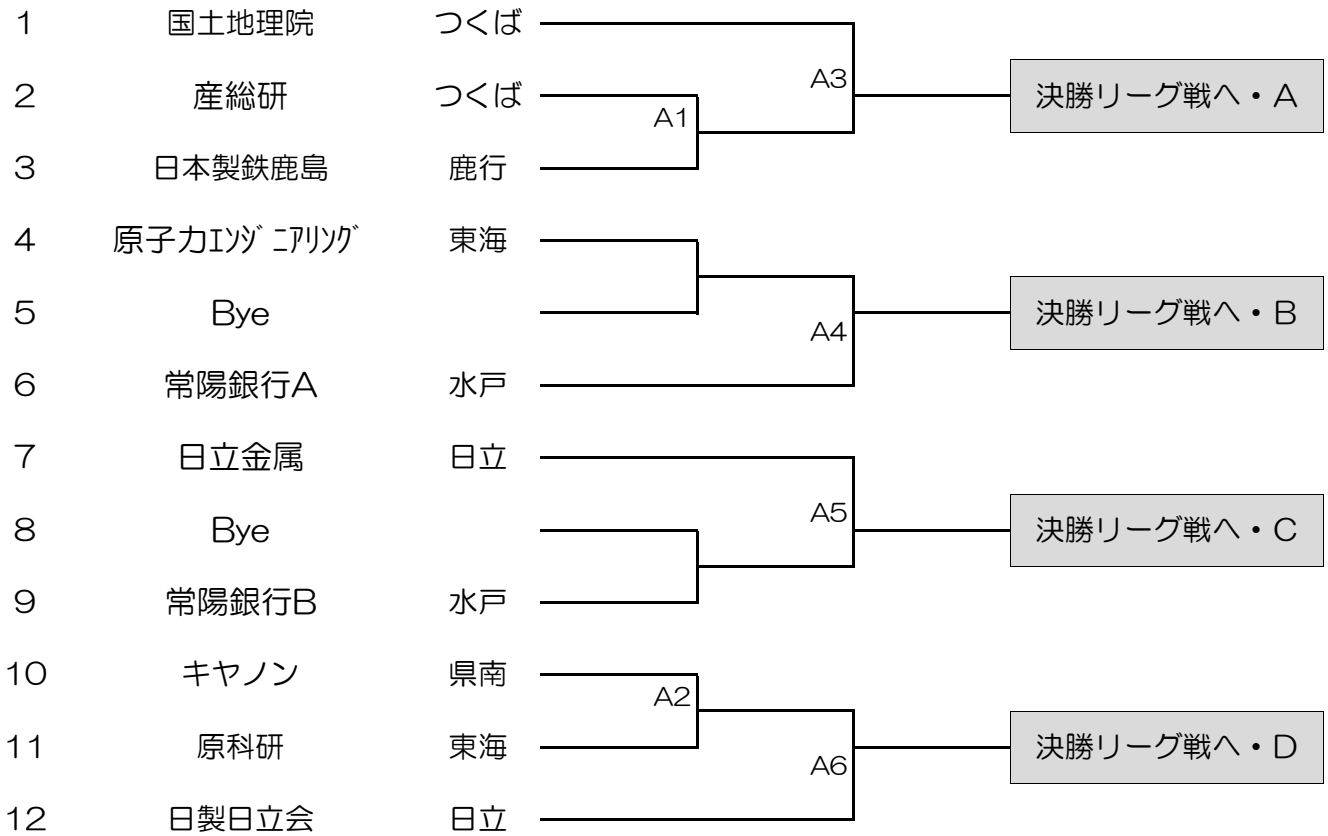 1 国土地理院 つくば
A3
2 産総研 つくば 決勝リーグ戦へ・A
A1
3 日本製鉄鹿島 鹿行
4 原子力ｴﾝｼﾞﾆｱﾘﾝｸﾞ 東海
5 Bye 決勝リーグ戦へ・B
A4
6 常陽銀行A 水戸
7 日立金属 日立
A5
8 Bye 決勝リーグ戦へ・C
9 常陽銀行B 水戸
10 キヤノン 県南
A2
11 原科研 東海 決勝リーグ戦へ・D
A6
12 日製日立会 日立